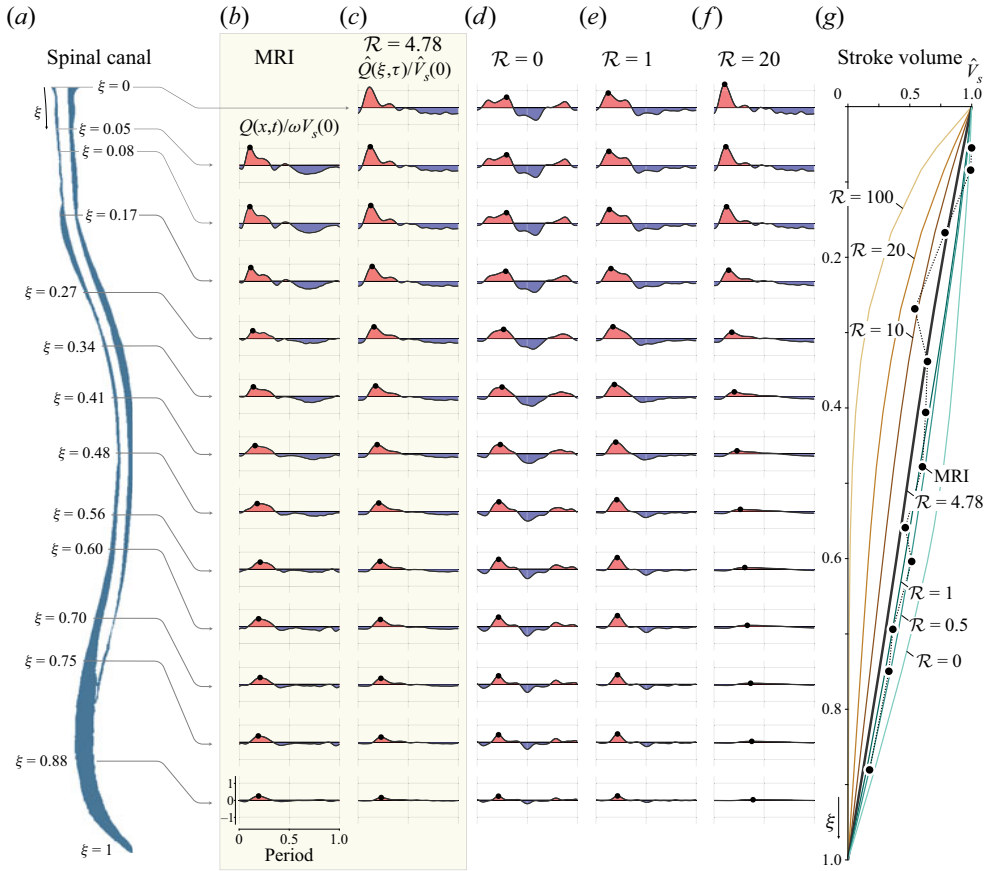 (a)
(b)
(c)
(d)
(e)
(f)
(g)
Spinal canal
MRI
ℛ = 4.78
Q̂(ξ,τ)/V̂ₛ(0)
ℛ = 0
ℛ = 1
ℛ = 20
Stroke volume V̂ₛ
Q(x,t)/ωVₛ(0)
ξ
ξ = 0
ξ = 0.05
ξ = 0.08
ξ = 0.17
ξ = 0.27
ξ = 0.34
ξ = 0.41
ξ = 0.48
ξ = 0.56
ξ = 0.60
ξ = 0.70
ξ = 0.75
ξ = 0.88
ξ = 1
1
0
−1
0 0.5 1.0
Period
0 0.5 1.0
0
0.2
0.4
0.6
0.8
1.0
ξ
ℛ = 100
ℛ = 20
ℛ = 10
MRI
ℛ = 4.78
ℛ = 1
ℛ = 0.5
ℛ = 0